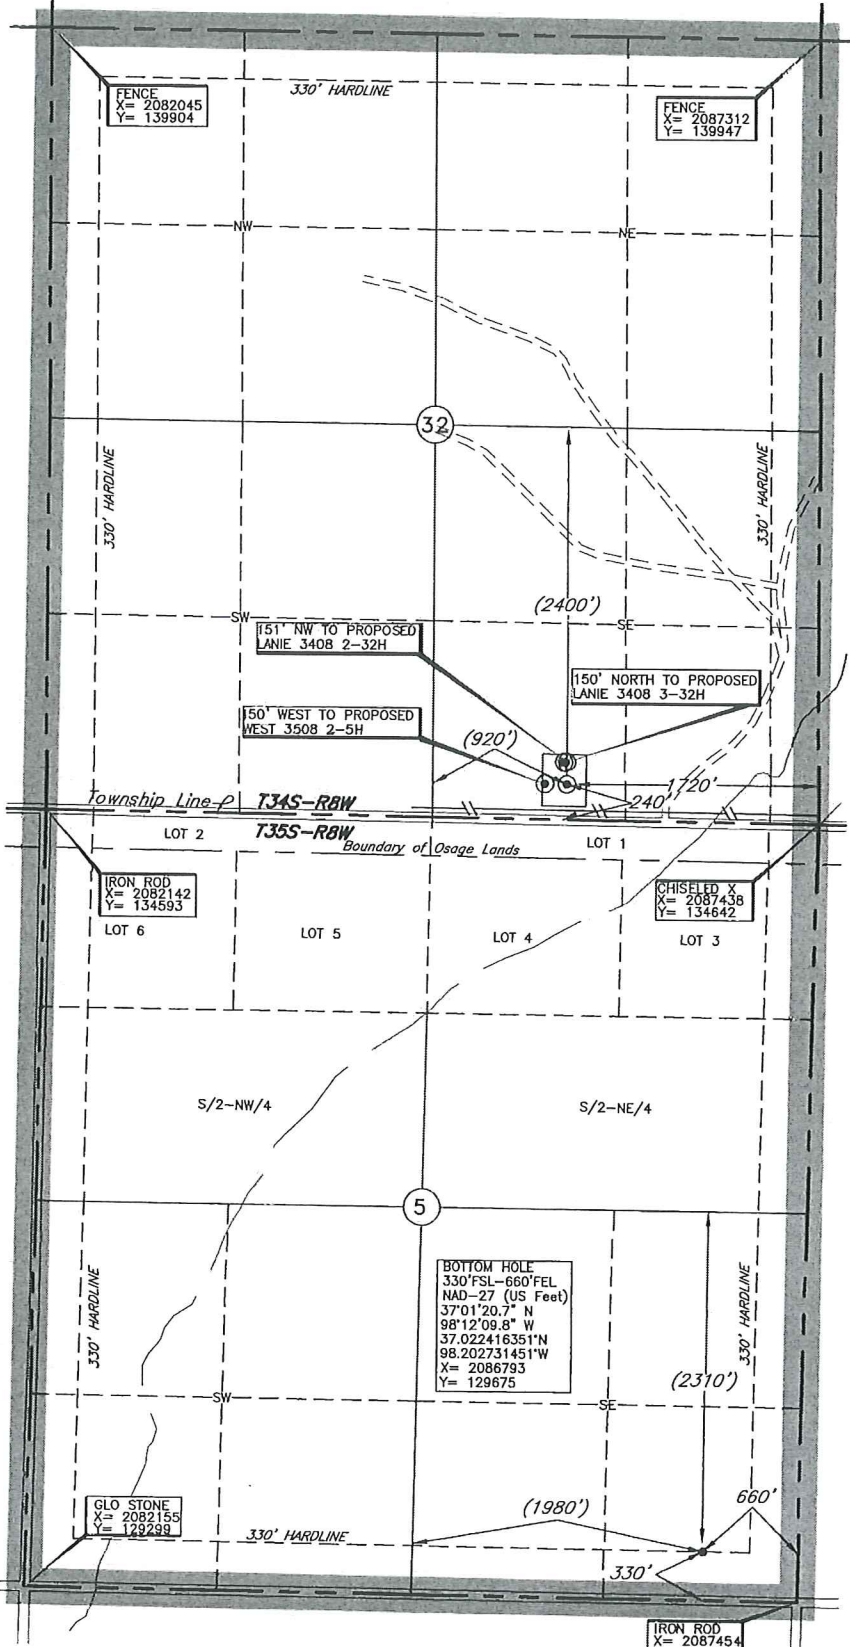 FENCE
X= 2082045
Y= 139904
330' HARDLINE
FENCE
X= 2087312
Y= 139947
NW
NE
32
330' HARDLINE
330' HARDLINE
(2400')
SW
SE
151' NW TO PROPOSED
LANIE 3408 2-32H
150' NORTH TO PROPOSED
LANIE 3408 3-32H
150' WEST TO PROPOSED
WEST 3508 2-5H
(920')
1720'
240'
Township Line
T34S-R8W
T35S-R8W
LOT 2
LOT 1
Boundary of Osage Lands
IRON ROD
X= 2082142
Y= 134593
CHISELED X
X= 2087438
Y= 134642
LOT 6
LOT 5
LOT 4
LOT 3
S/2-NW/4
S/2-NE/4
5
BOTTOM HOLE
330'FSL-660'FEL
NAD-27 (US Feet)
37°01'20.7" N
98°12'09.8" W
37.022416351°N
98.202731451°W
X= 2086793
Y= 129675
330' HARDLINE
330' HARDLINE
(2310')
SW
SE
GLO STONE
X= 2082155
Y= 129299
330' HARDLINE
(1980')
660'
330'
IRON ROD
X= 2087454